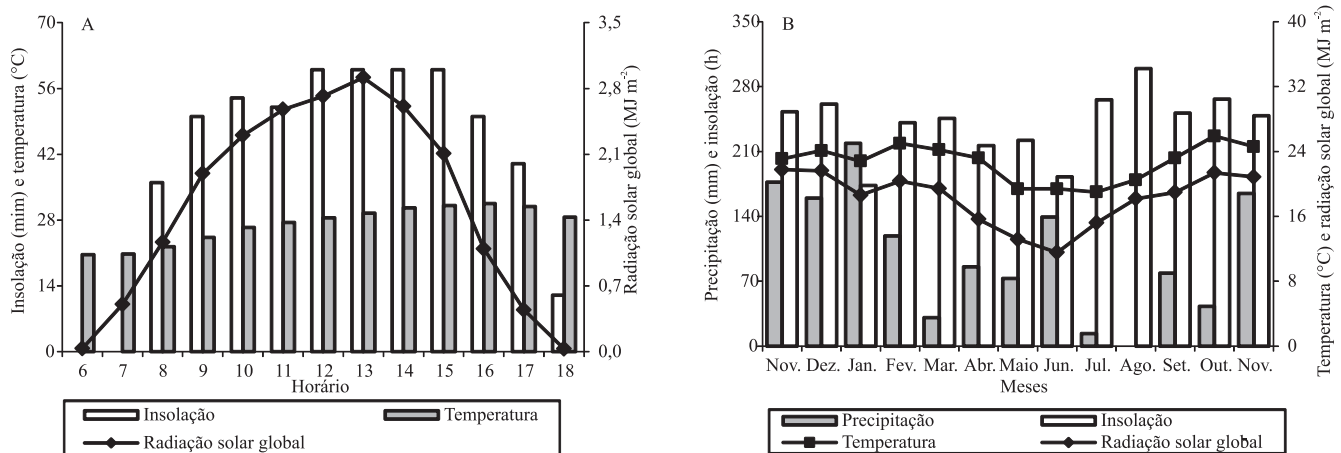 A
Insolação (mim) e temperatura (°C)
70
56
42
28
14
0
3,5
2,8
2,1
1,4
0,7
0,0
Radiação solar global (MJ m⁻²)
6 7 8 9 10 11 12 13 14 15 16 17 18
Horário
Insolação Temperatura
Radiação solar global
B
Precipitação (mm) e insolação (h)
350
280
210
140
70
0
40
32
24
16
8
0
Temperatura (°C) e radiação solar global (MJ m⁻²)
Nov. Dez. Jan. Fev. Mar. Abr. Maio Jun. Jul. Ago. Set. Out. Nov.
Meses
Precipitação Insolação
Temperatura Radiação solar global